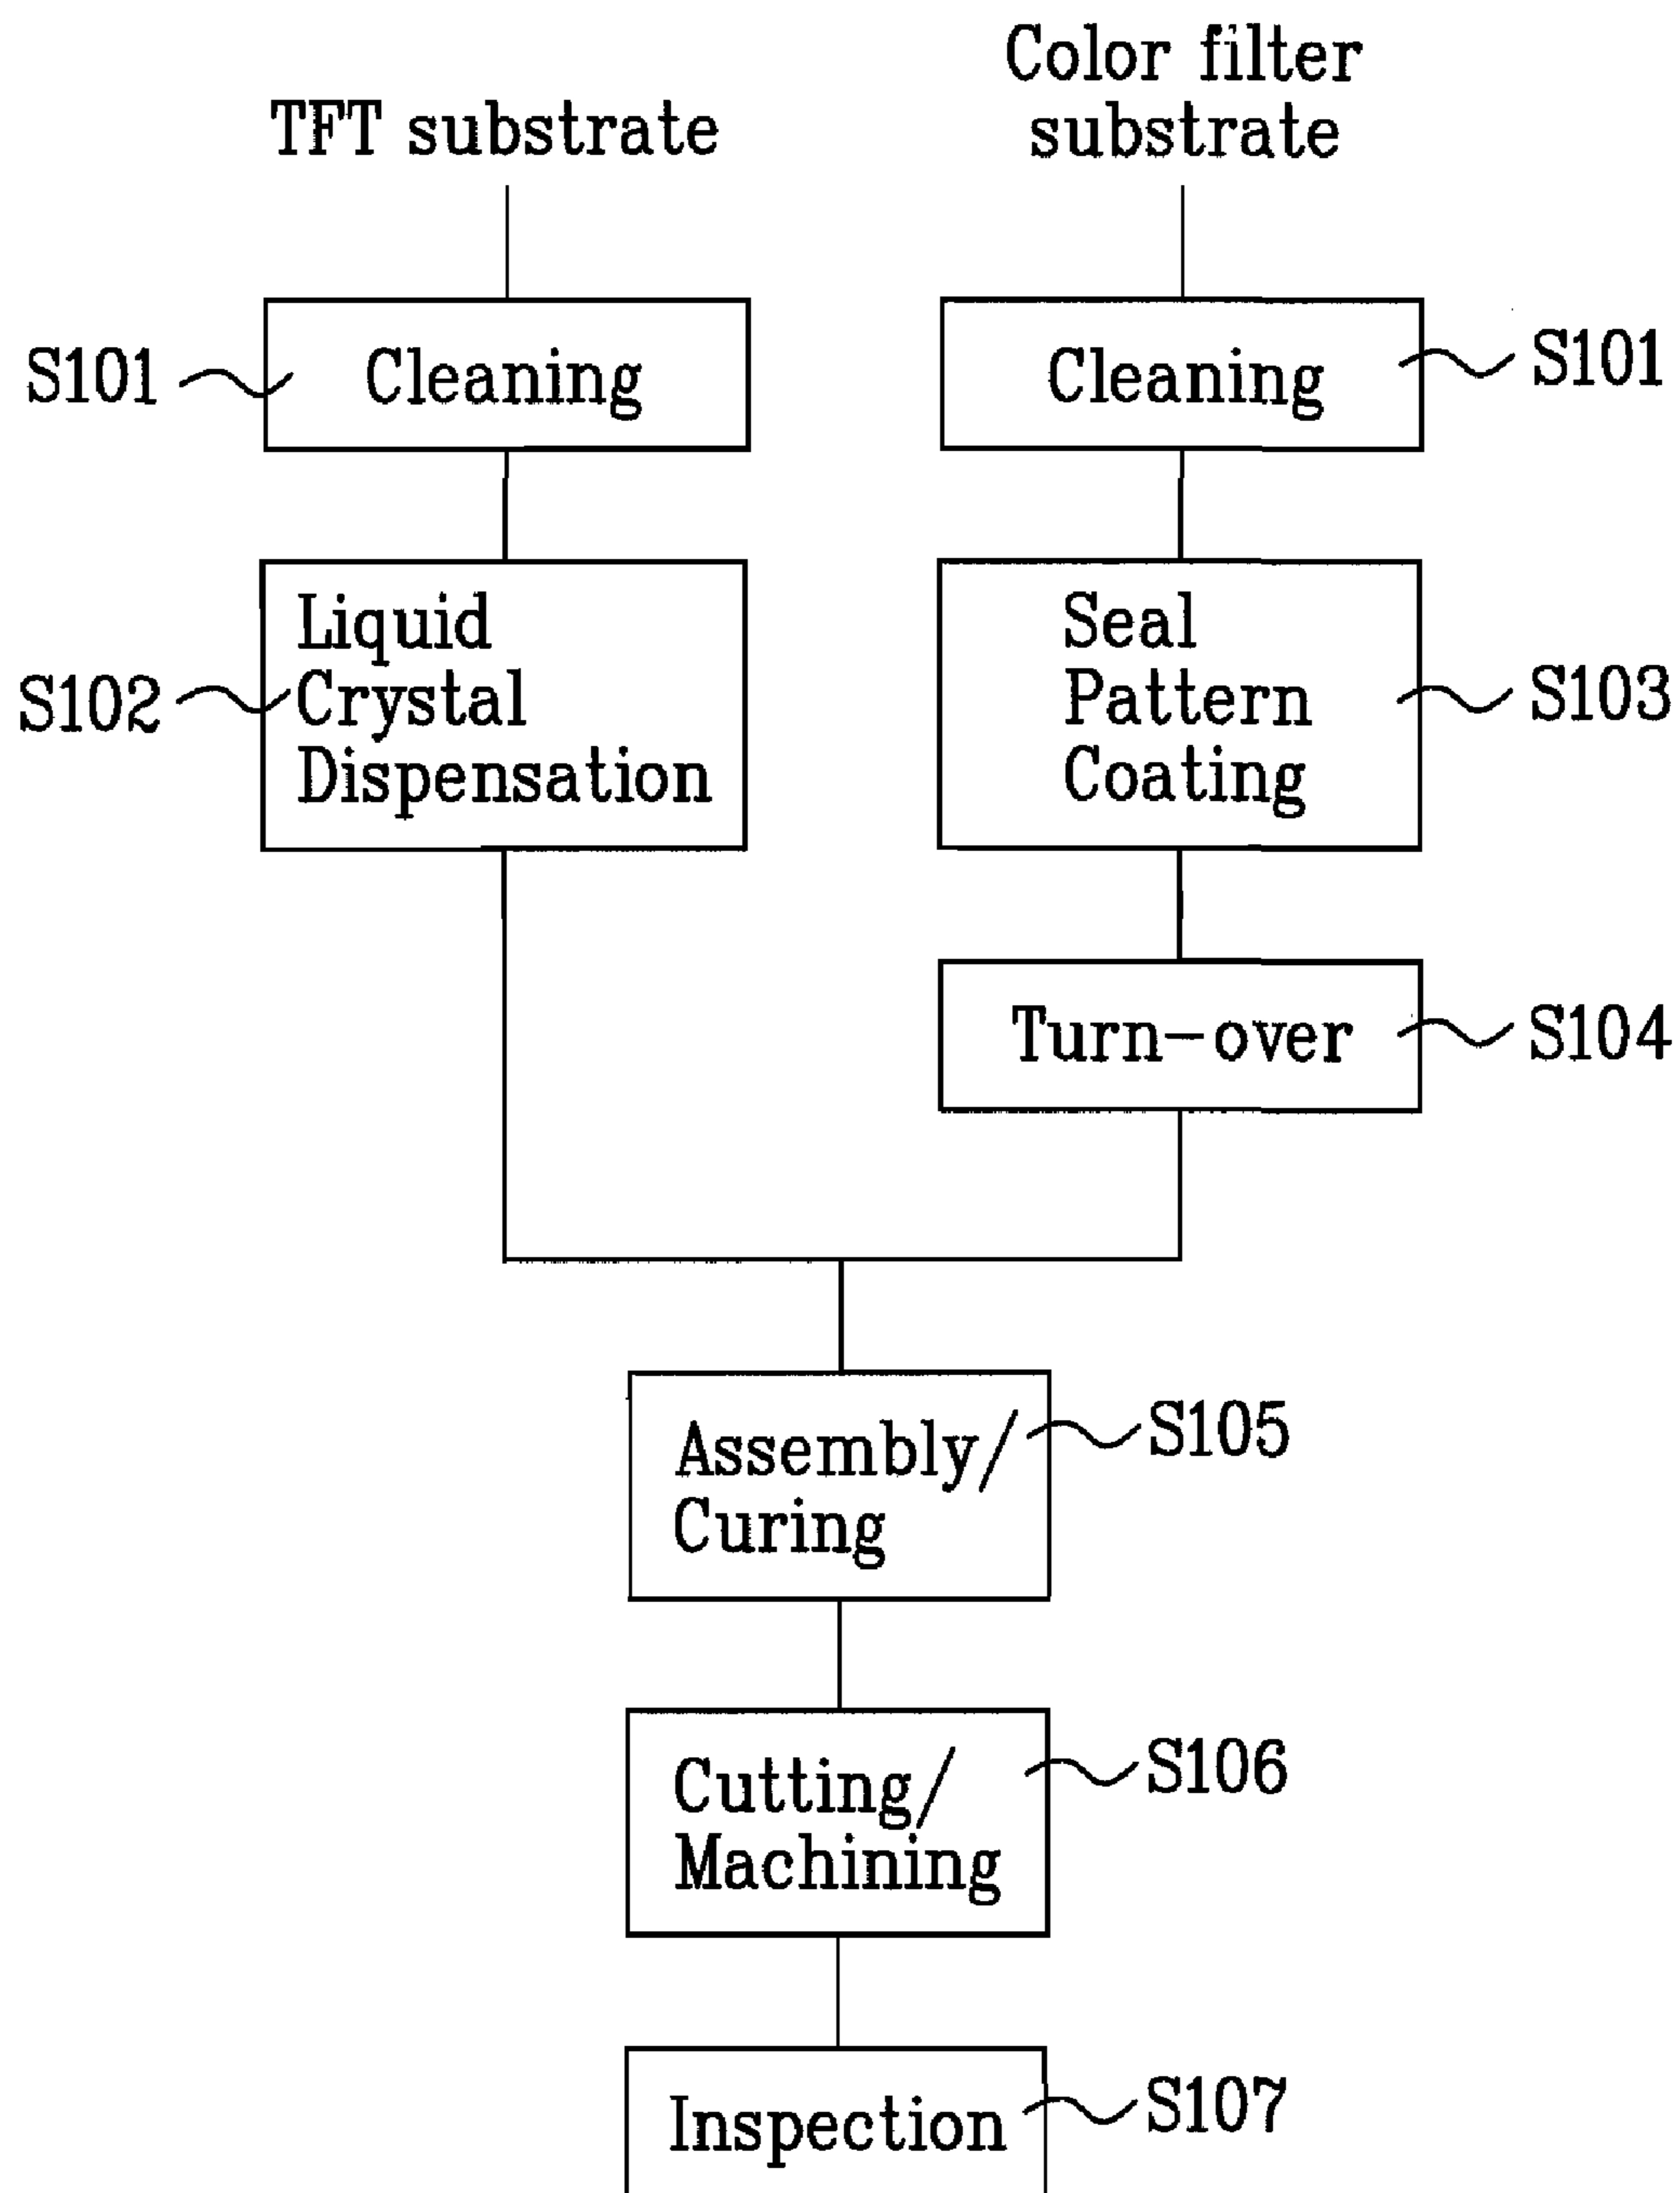 Color filter
substrate
TFT substrate
S101
Cleaning
Cleaning
S101
S102
Liquid
Crystal
Dispensation
Seal
Pattern
Coating
S103
Turn-over
S104
Assembly/
Curing
S105
Cutting/
Machining
S106
Inspection
S107